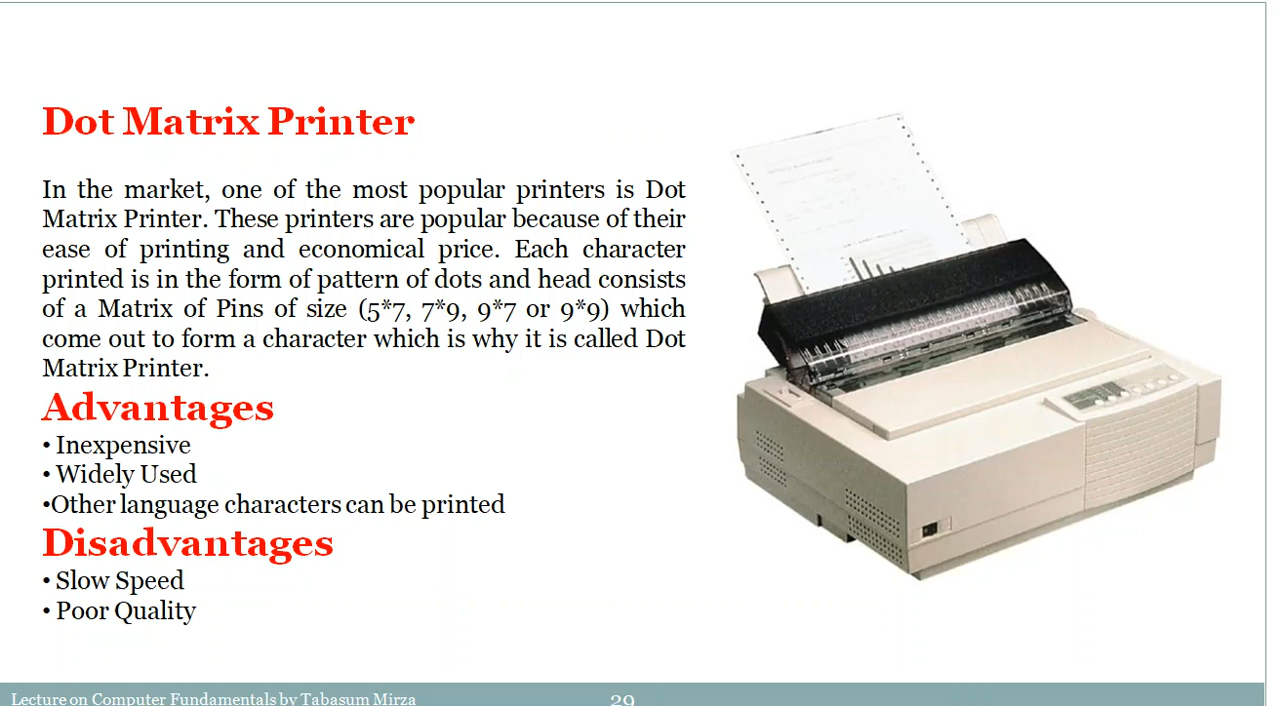 Dot Matrix Printer
In the market, one of the most popular printers is Dot
Matrix Printer. These printers are popular because of their
ease of printing and economical price. Each character
printed is in the form of pattern of dots and head consists
of a Matrix of Pins of size (5*7, 7*9, 9*7 or 9*9) which
come out to form a character which is why it is called Dot
Matrix Printer.
Advantages
• Inexpensive
• Widely Used
•Other language characters can be printed
Disadvantages
• Slow Speed
• Poor Quality
Lecture on Computer Fundamentals by Tabasum Mirza
29